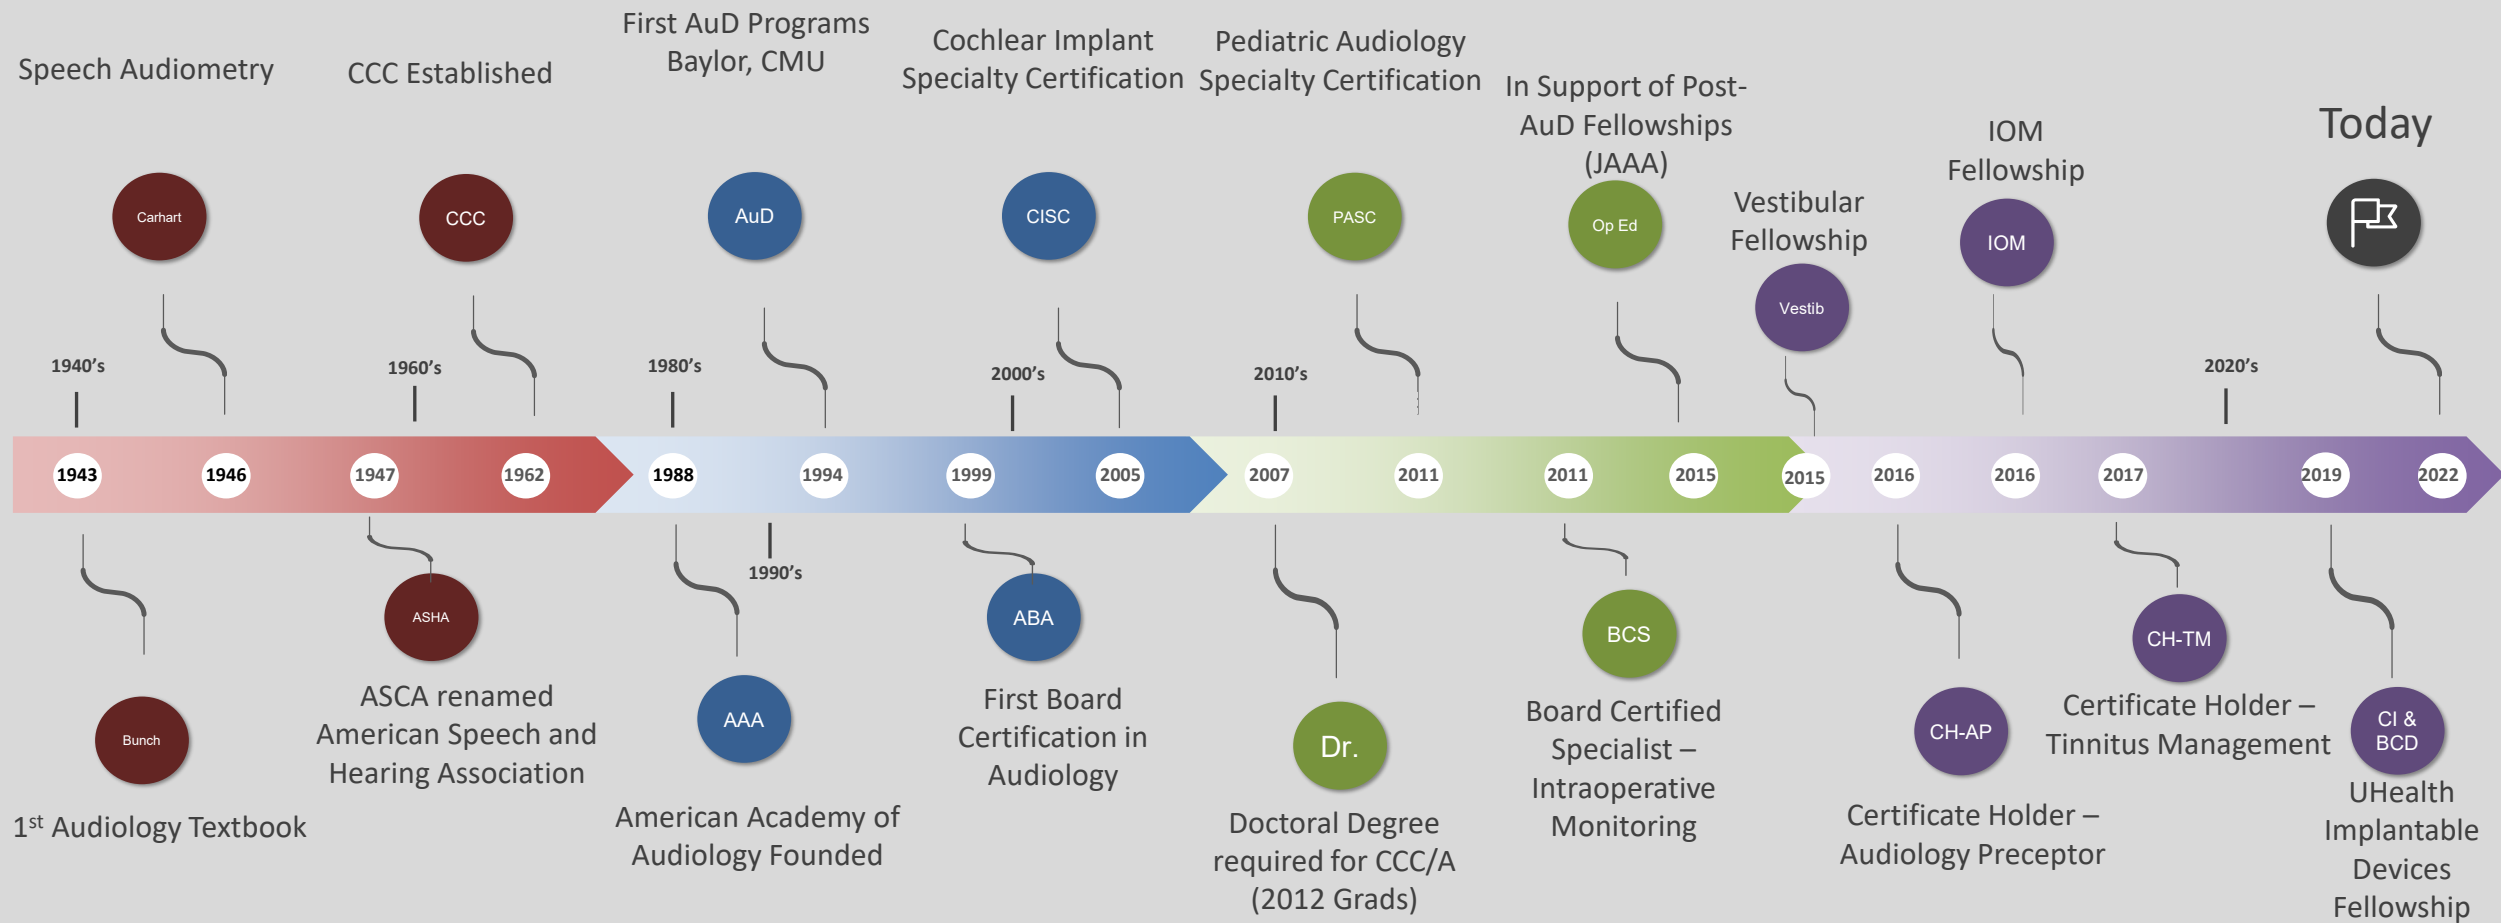 Speech Audiometry
CCC Established
First AuD Programs
Baylor, CMU
Cochlear Implant
Specialty Certification
Pediatric Audiology
Specialty Certification
In Support of Post-
AuD Fellowships
(JAAA)
Vestibular
Fellowship
IOM
Fellowship
Today
Carhart
CCC
AuD
CISC
PASC
Op Ed
Vestib
IOM
1940's
1960's
1980's
2000's
2010's
2020's
1943
1946
1947
1962
1988
1994
1999
2005
2007
2011
2011
2015
2015
2016
2016
2017
2019
2022
1990's
Bunch
1st Audiology Textbook
ASHA
ASCA renamed
American Speech and
Hearing Association
AAA
American Academy of
Audiology Founded
ABA
First Board
Certification in
Audiology
Dr.
Doctoral Degree
required for CCC/A
(2012 Grads)
BCS
Board Certified
Specialist –
Intraoperative
Monitoring
CH-AP
Certificate Holder –
Audiology Preceptor
CH-TM
Certificate Holder –
Tinnitus Management
CI &
BCD
UHealth
Implantable
Devices
Fellowship